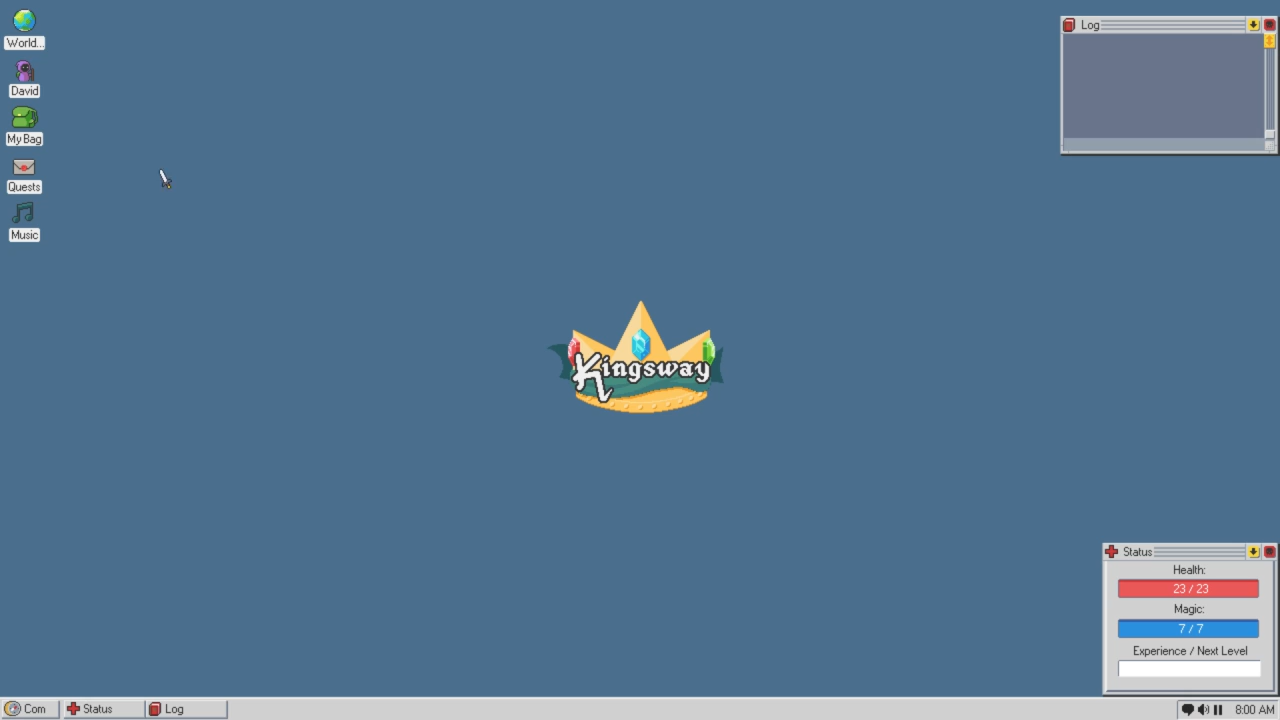 World...
David
My Bag
Quests
Music
Log
Kingsway
Status
Health:
23 / 23
Magic:
7 / 7
Experience / Next Level
Com
Status
Log
8:00 AM